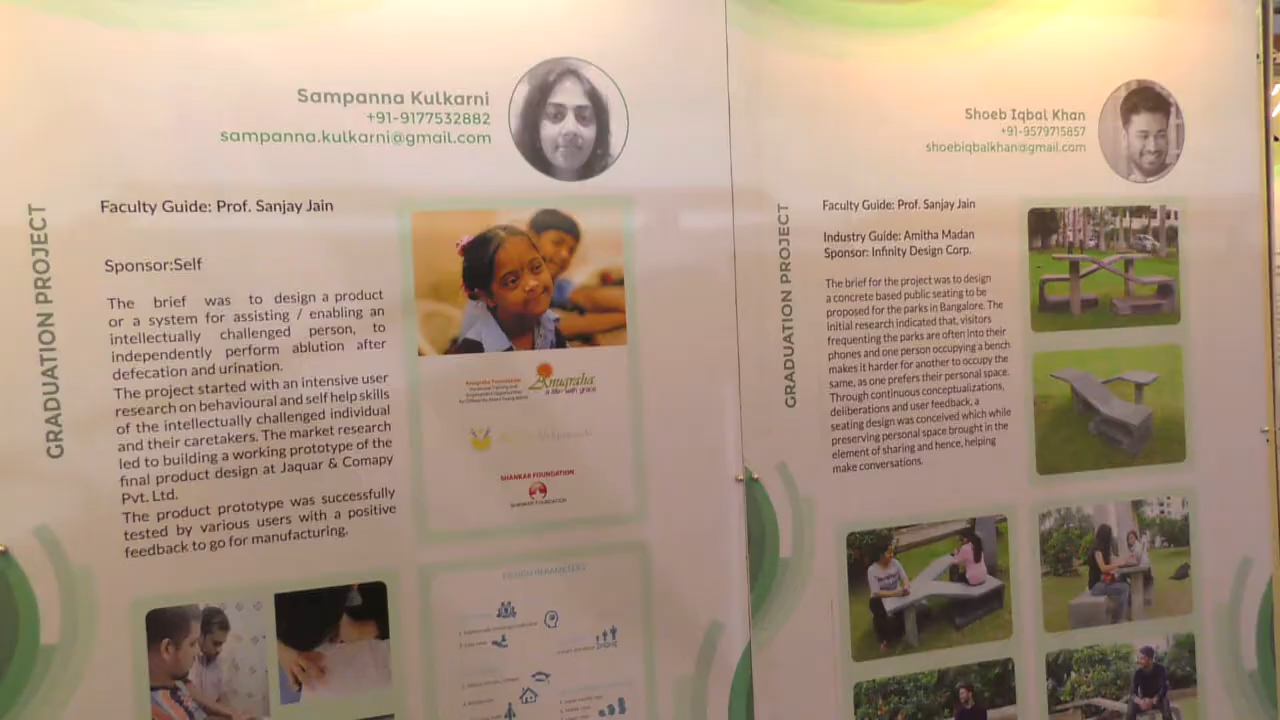 Sampanna Kulkarni
+91-9177532882
sampanna.kulkarni@gmail.com
GRADUATION PROJECT
Faculty Guide: Prof. Sanjay Jain
Sponsor:Self
The brief was to design a product
or a system for assisting / enabling an
intellectually challenged person, to
independently perform ablution after
defecation and urination.
The project started with an intensive user
research on behavioural and self help skills
of the intellectually challenged individual
and their caretakers. The market research
led to building a working prototype of the
final product design at Jaquar & Comapy
Pvt. Ltd.
The product prototype was successfully
tested by various users with a positive
feedback to go for manufacturing,
Anugraha Foundation
Anugraha
SHANKAR FOUNDATION
SHANKAR FOUNDATION
DESIGN PARAMETERS
Shoeb Iqbal Khan
+91-9579715857
shoebiqbalkhan@gmail.com
GRADUATION PROJECT
Faculty Guide: Prof. Sanjay Jain
Industry Guide: Amitha Madan
Sponsor: Infinity Design Corp.
The brief for the project was to design
a concrete based public seating to be
proposed for the parks in Bangalore. The
initial research indicated that, visitors
frequenting the parks are often into their
phones and one person occupying a bench
makes it harder for another to occupy the
same, as one prefers their personal space.
Through continuous conceptualizations,
deliberations and user feedback, a
seating design was conceived which while
preserving personal space brought in the
element of sharing and hence, helping
make conversations.